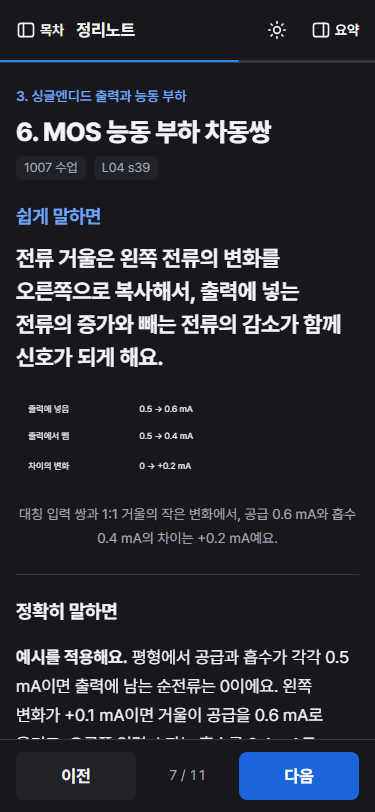 목차 정리노트 요약
3. 싱글엔디드 출력과 능동 부하
6. MOS 능동 부하 차동쌍
1007 수업 L04 s39
쉽게 말하면
전류 거울은 왼쪽 전류의 변화를
오른쪽으로 복사해서, 출력에 넣는
전류의 증가와 빼는 전류의 감소가 함께
신호가 되게 해요.
출력에 넣음 0.5 → 0.6 mA
출력에서 뺌 0.5 → 0.4 mA
차이의 변화 0 → +0.2 mA
대칭 입력 쌍과 1:1 거울의 작은 변화에서, 공급 0.6 mA와 흡수
0.4 mA의 차이는 +0.2 mA예요.
정확히 말하면
예시를 적용해요. 평형에서 공급과 흡수가 각각 0.5
mA이면 출력에 남는 순전류는 0이에요. 왼쪽
변화가 +0.1 mA이면 거울이 공급을 0.6 mA로
이전 7 / 11 다음